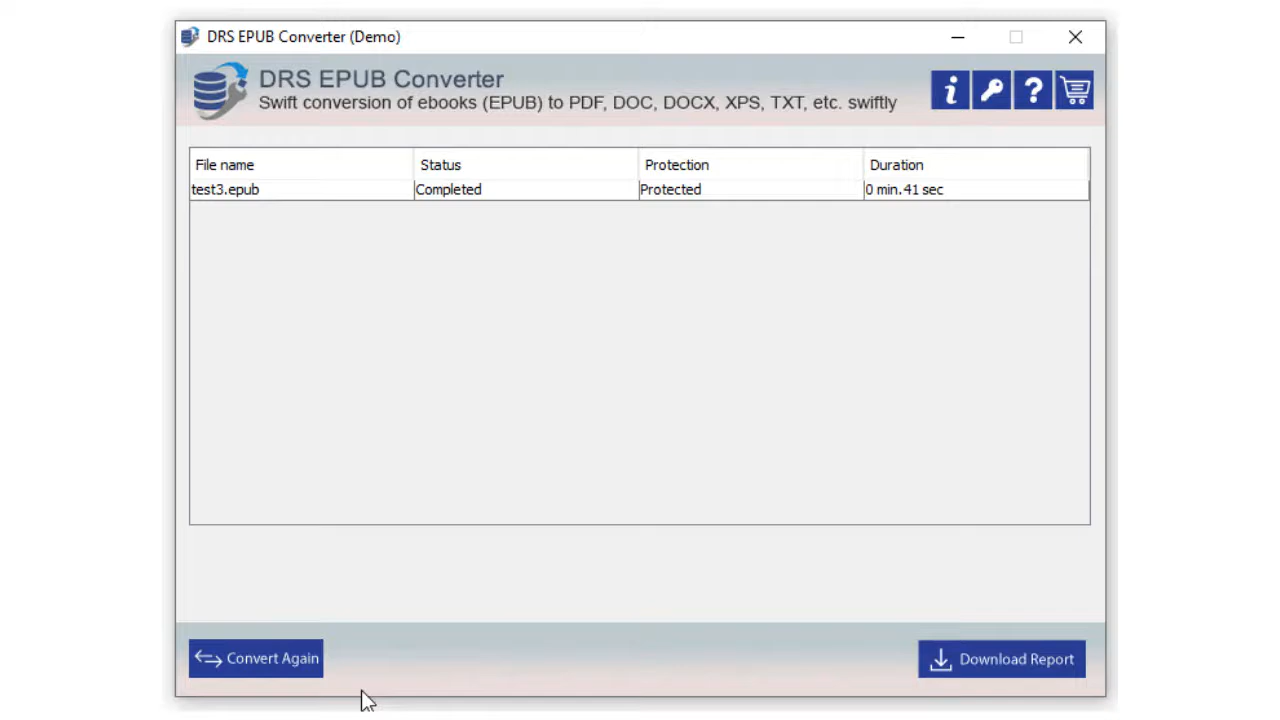 DRS EPUB Converter (Demo)
DRS EPUB Converter
Swift conversion of ebooks (EPUB) to PDF, DOC, DOCX, XPS, TXT, etc. swiftly
File name Status Protection Duration
test3.epub Completed Protected 0 min.41 sec
Convert Again Download Report